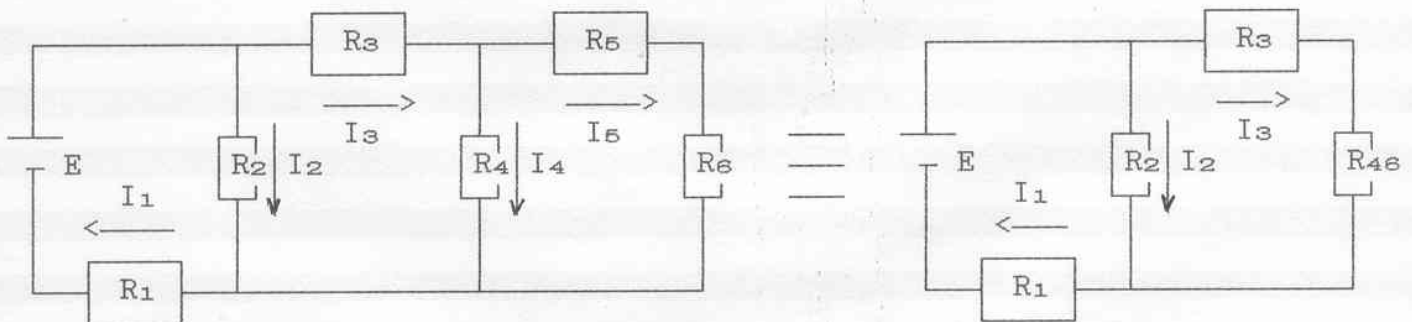 R3 R5 R3
I3 I5 I3
E R2 I2 R4 I4 R6 E R2 I2 R46
I1 I1
R1 R1